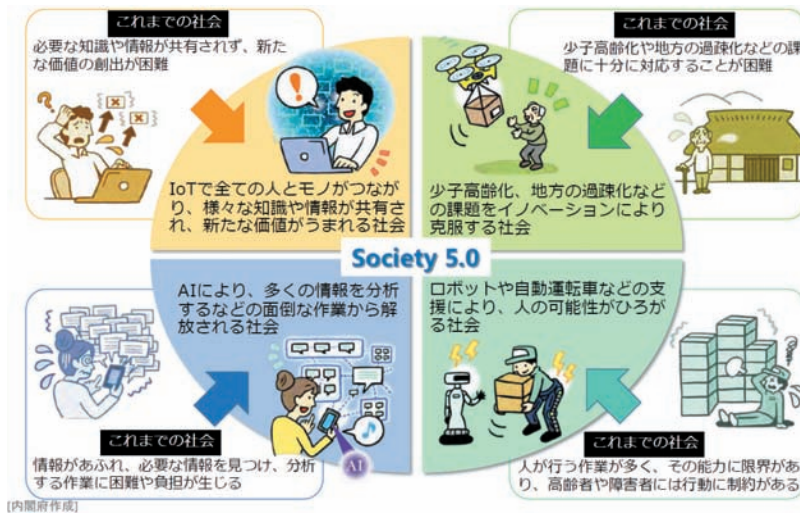 これまでの社会
必要な知識や情報が共有されず、新た
な価値の創出が困難
IoTで全ての人とモノがつなが
り、様々な知識や情報が共有さ
れ、新たな価値がうまれる社会
これまでの社会
少子高齢化や地方の過疎化などの課
題に十分に対応することが困難
少子高齢化、地方の過疎化など
の課題をイノベーションにより
克服する社会
Society 5.0
AIにより、多くの情報を分析
するなどの面倒な作業から解
放される社会
AI
これまでの社会
情報があふれ、必要な情報を見つけ、分析
する作業に困難や負担が生じる
ロボットや自動運転車などの支
援により、人の可能性がひろが
る社会
これまでの社会
人が行う作業が多く、その能力に限界があ
り、高齢者や障害者には行動に制約がある
[内閣府作成]